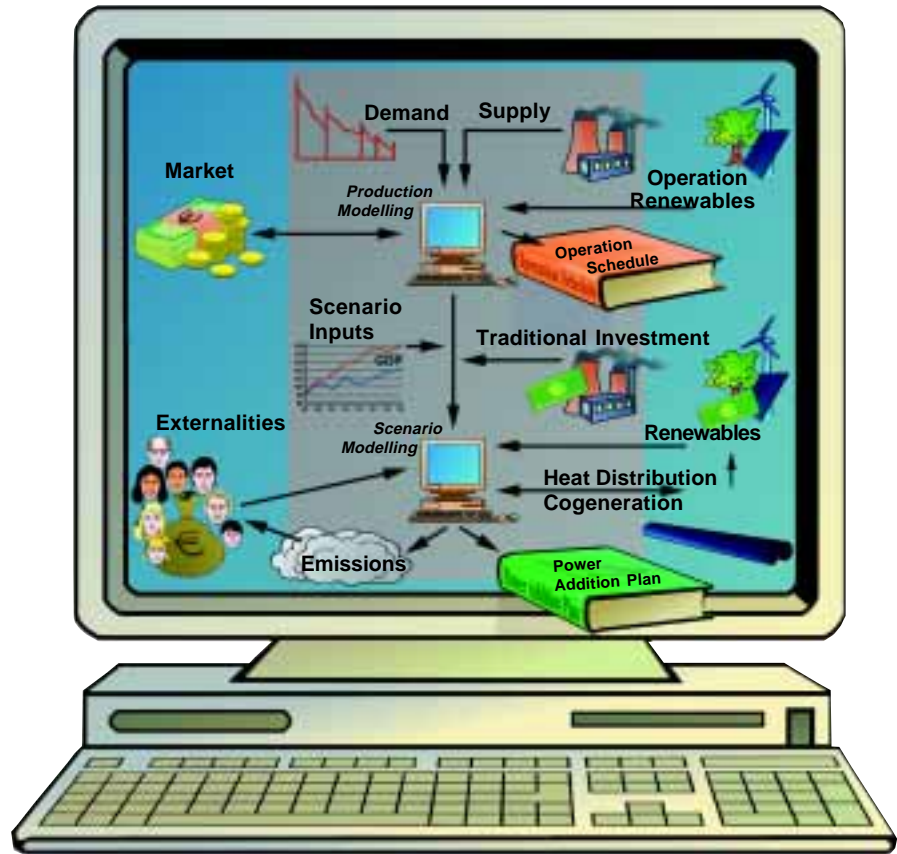 Demand
Supply
Market
Operation
Renewables
Production
Modelling
Operation
Schedule
Scenario
Inputs
Traditional Investment
GDP
Externalities
Scenario
Modelling
Renewables
Heat Distribution
Cogeneration
Emissions
Power
Addition Plan